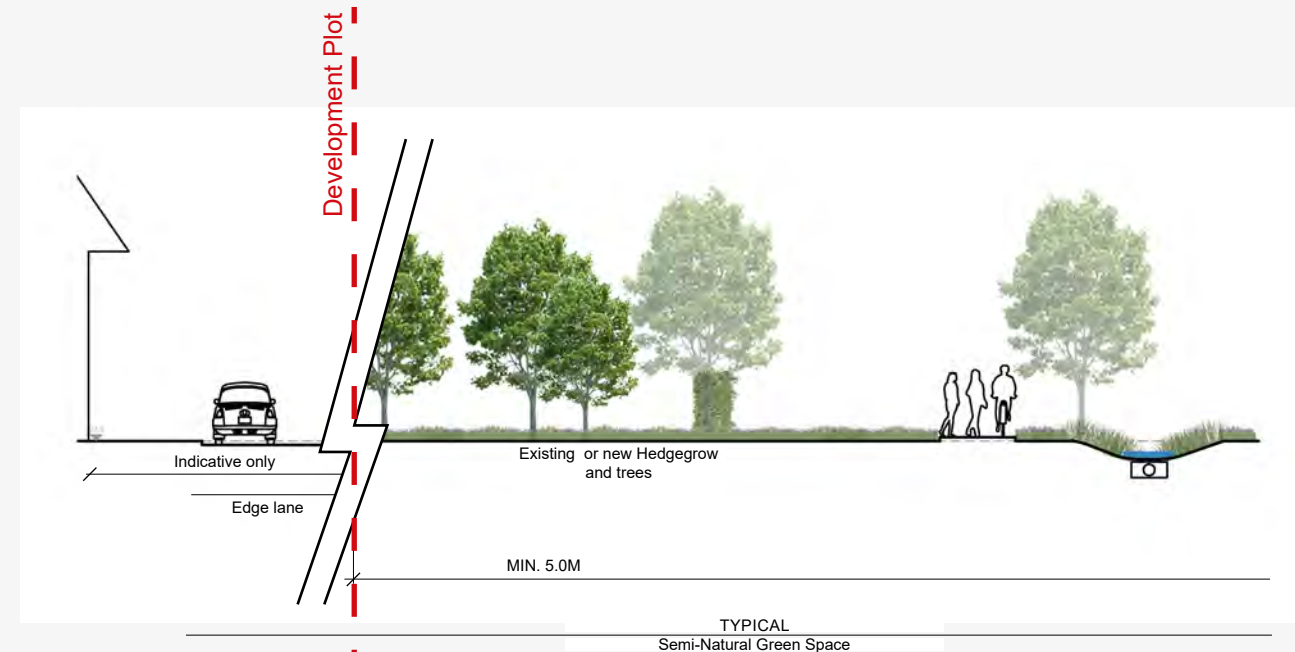 Development Plot
Indicative only
Edge lane
Existing or new Hedgegrow
and trees
MIN. 5.0M
TYPICAL
Semi-Natural Green Space